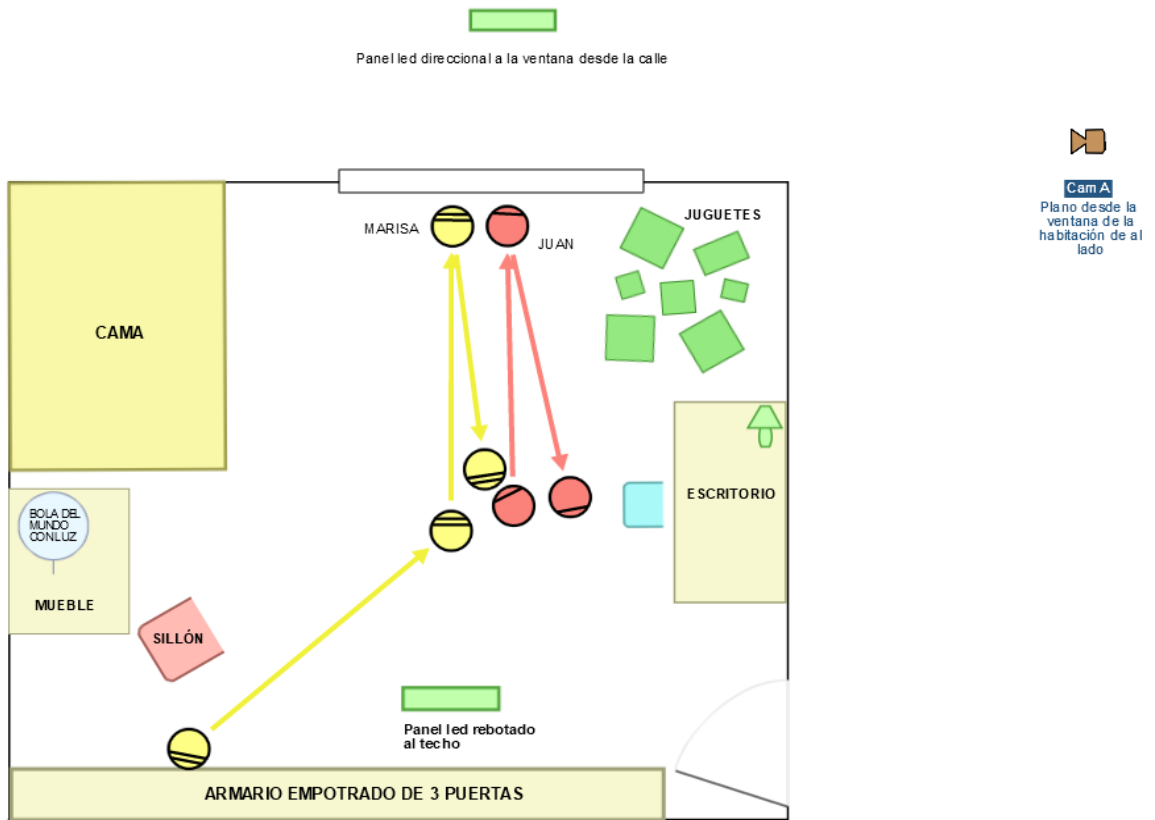 Panel led direccional a la ventana desde la calle
Cam A
Plano desde la
ventana de la
habitación de al
lado
MARISA
JUAN
JUGUETES
CAMA
ESCRITORIO
BOLA DEL
MUNDO
CON LUZ
MUEBLE
SILLÓN
Panel led rebotado
al techo
ARMARIO EMPOTRADO DE 3 PUERTAS